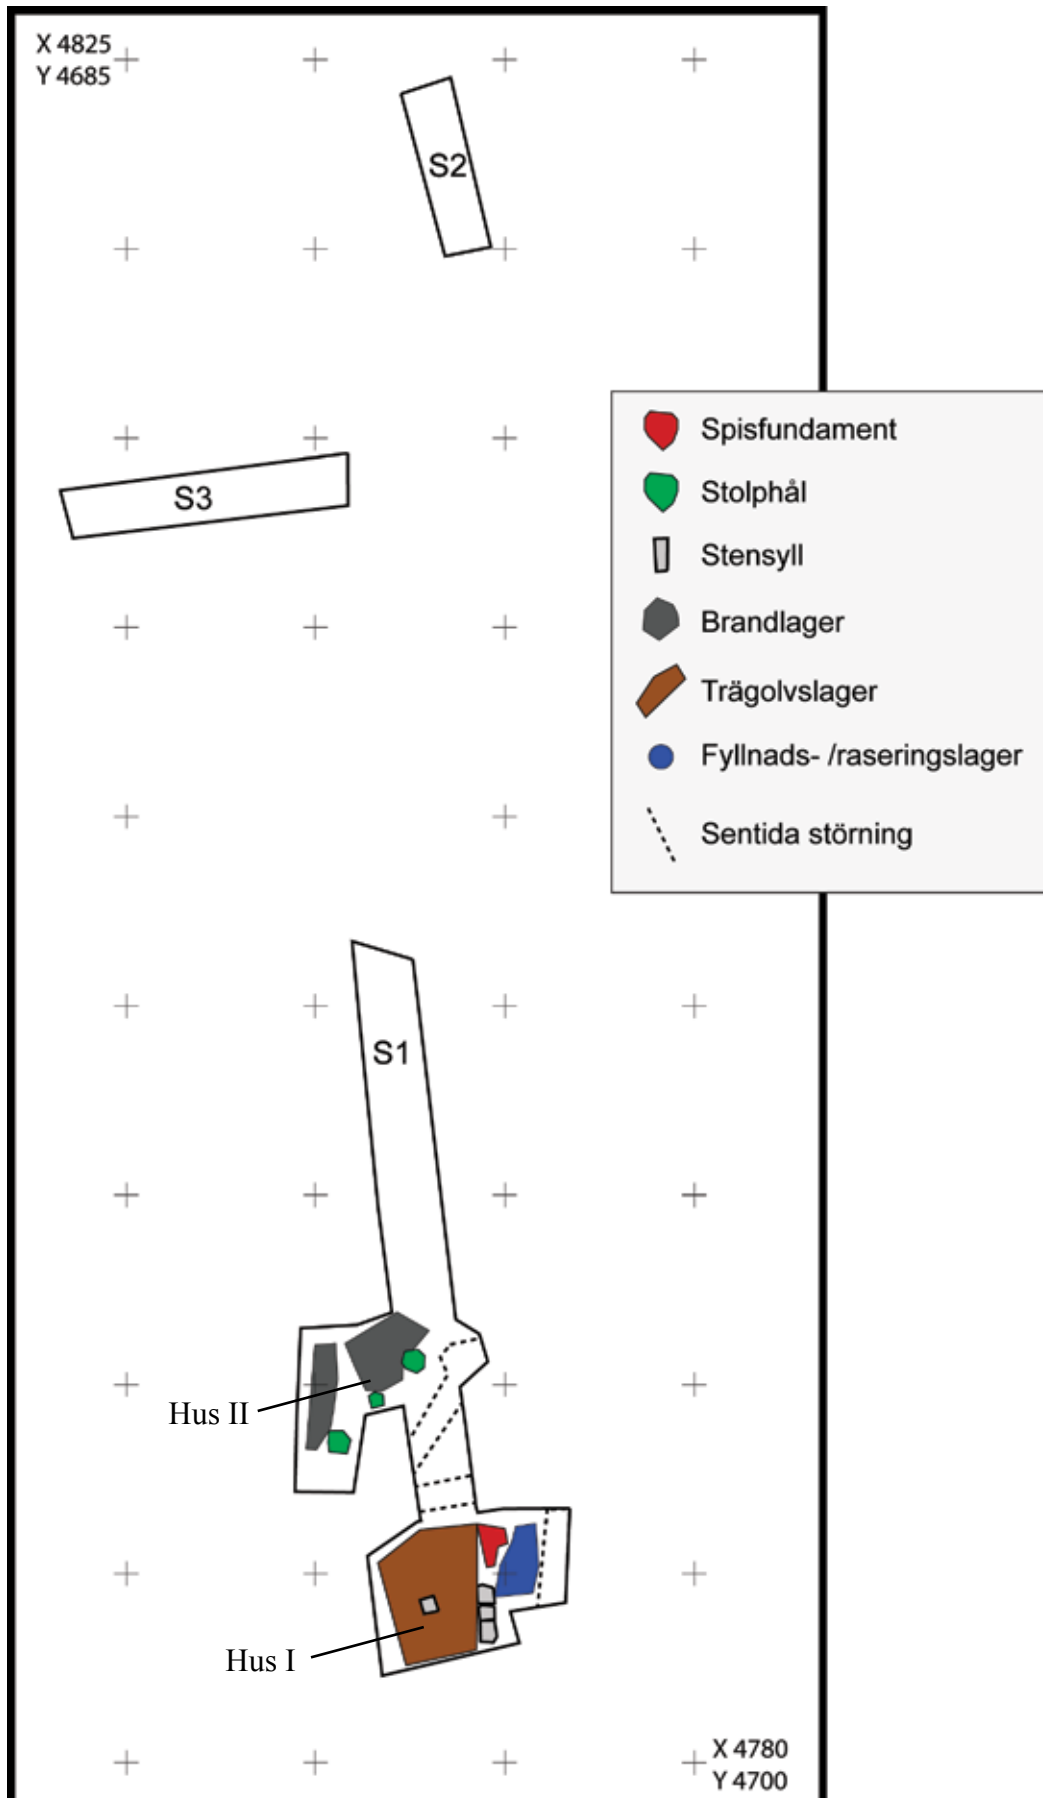 X 4825
Y 4685
S2
S3
Spisfundament
Stolphål
Stensyll
Brandlager
Trägolvslager
Fyllnads- /raseringslager
Sentida störning
S1
Hus II
Hus I
X 4780
Y 4700